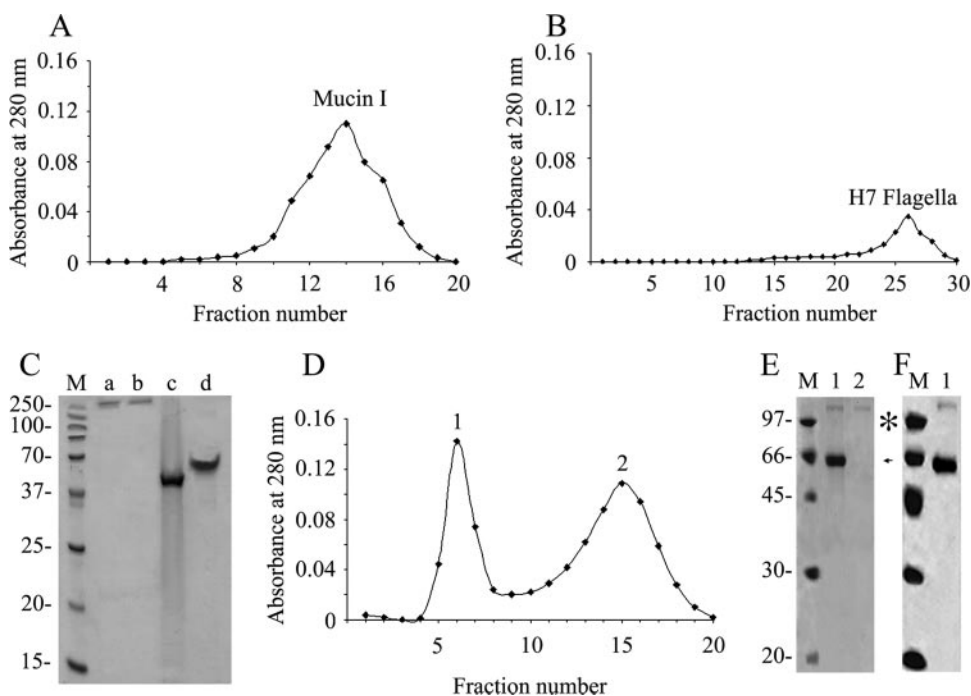 A
Absorbance at 280 nm
0.16
0.12
0.08
0.04
0
Mucin I
4
8
12
16
20
Fraction number
B
Absorbance at 280 nm
0.16
0.12
0.08
0.04
0
H7 Flagella
5
10
15
20
25
30
Fraction number
C
M a b c d
250-
100-
70-
37-
25-
20-
15-
D
Absorbance at 280 nm
0.16
0.12
0.08
0.04
0
1
2
5
10
15
20
Fraction number
E
M 1 2
97-
66-
45-
30-
20-
*
F
M 1